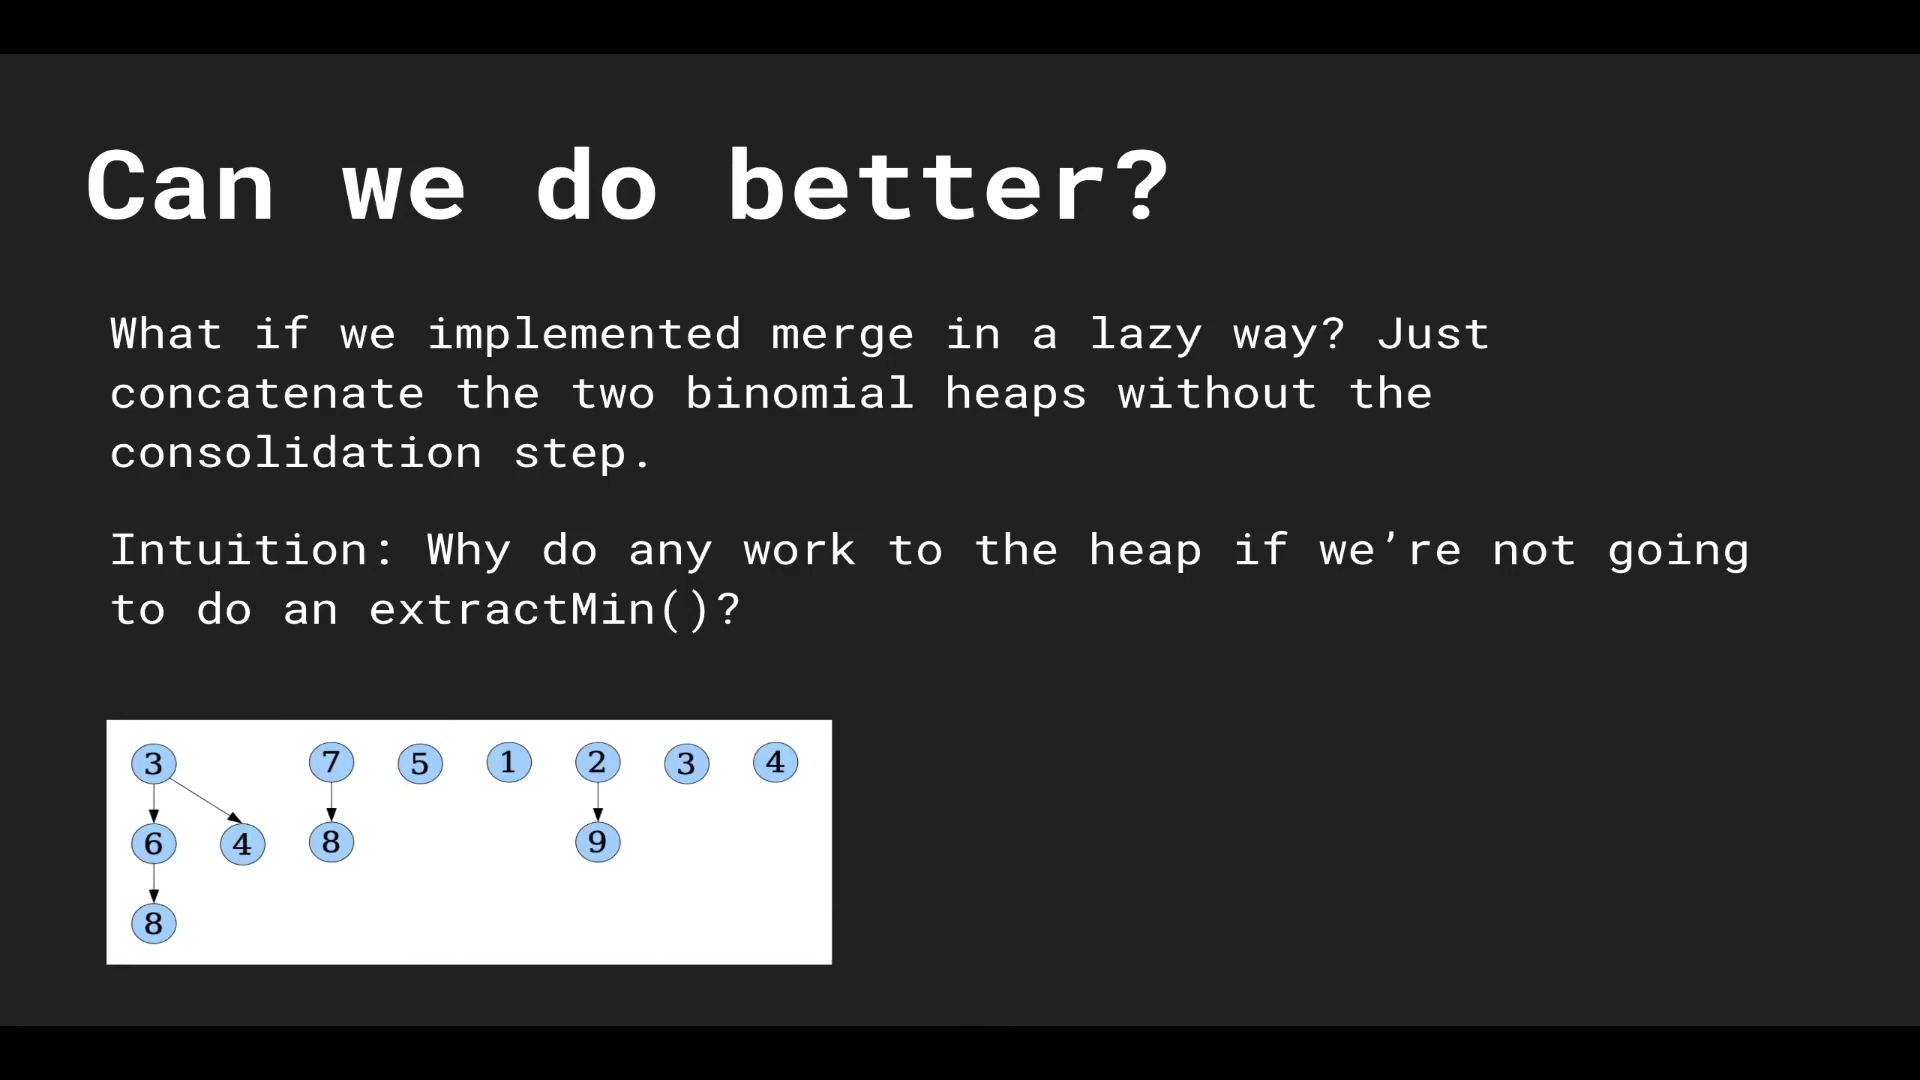 Can we do better?
What if we implemented merge in a lazy way? Just
concatenate the two binomial heaps without the
consolidation step.
Intuition: Why do any work to the heap if we’re not going
to do an extractMin()?
3 7 5 1 2 3 4
6 4 8 9
8